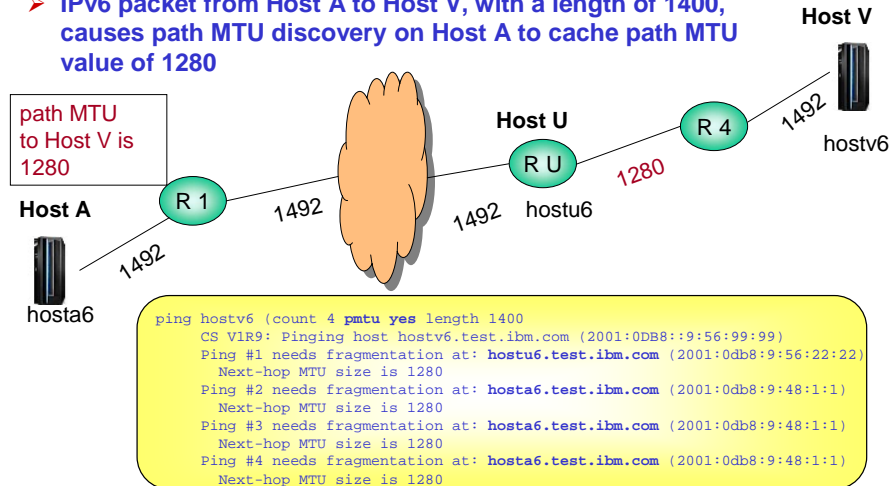 ➢ IPv6 packet from Host A to Host V, with a length of 1400,
causes path MTU discovery on Host A to cache path MTU
value of 1280
Host V
path MTU
to Host V is
1280
Host U
R 4
1492
hostv6
R U
1280
R 1
1492
1492
hostu6
Host A
1492
hosta6
ping hostv6 (count 4 pmtu yes length 1400
CS V1R9: Pinging host hostv6.test.ibm.com (2001:0DB8::9:56:99:99)
Ping #1 needs fragmentation at: hostu6.test.ibm.com (2001:0db8:9:56:22:22)
Next-hop MTU size is 1280
Ping #2 needs fragmentation at: hosta6.test.ibm.com (2001:0db8:9:48:1:1)
Next-hop MTU size is 1280
Ping #3 needs fragmentation at: hosta6.test.ibm.com (2001:0db8:9:48:1:1)
Next-hop MTU size is 1280
Ping #4 needs fragmentation at: hosta6.test.ibm.com (2001:0db8:9:48:1:1)
Next-hop MTU size is 1280